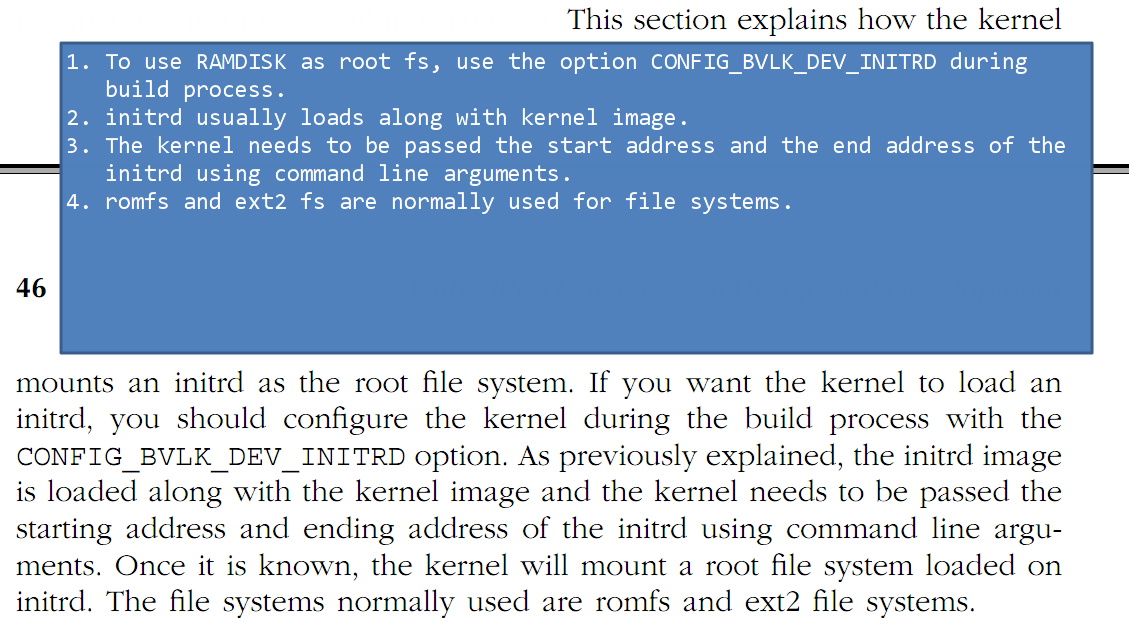 This section explains how the kernel
1. To use RAMDISK as root fs, use the option CONFIG_BVLK_DEV_INITRD during
build process.
2. initrd usually loads along with kernel image.
3. The kernel needs to be passed the start address and the end address of the
initrd using command line arguments.
4. romfs and ext2 fs are normally used for file systems.
46
mounts an initrd as the root file system. If you want the kernel to load an
initrd, you should configure the kernel during the build process with the
CONFIG_BVLK_DEV_INITRD option. As previously explained, the initrd image
is loaded along with the kernel image and the kernel needs to be passed the
starting address and ending address of the initrd using command line argu-
ments. Once it is known, the kernel will mount a root file system loaded on
initrd. The file systems normally used are romfs and ext2 file systems.